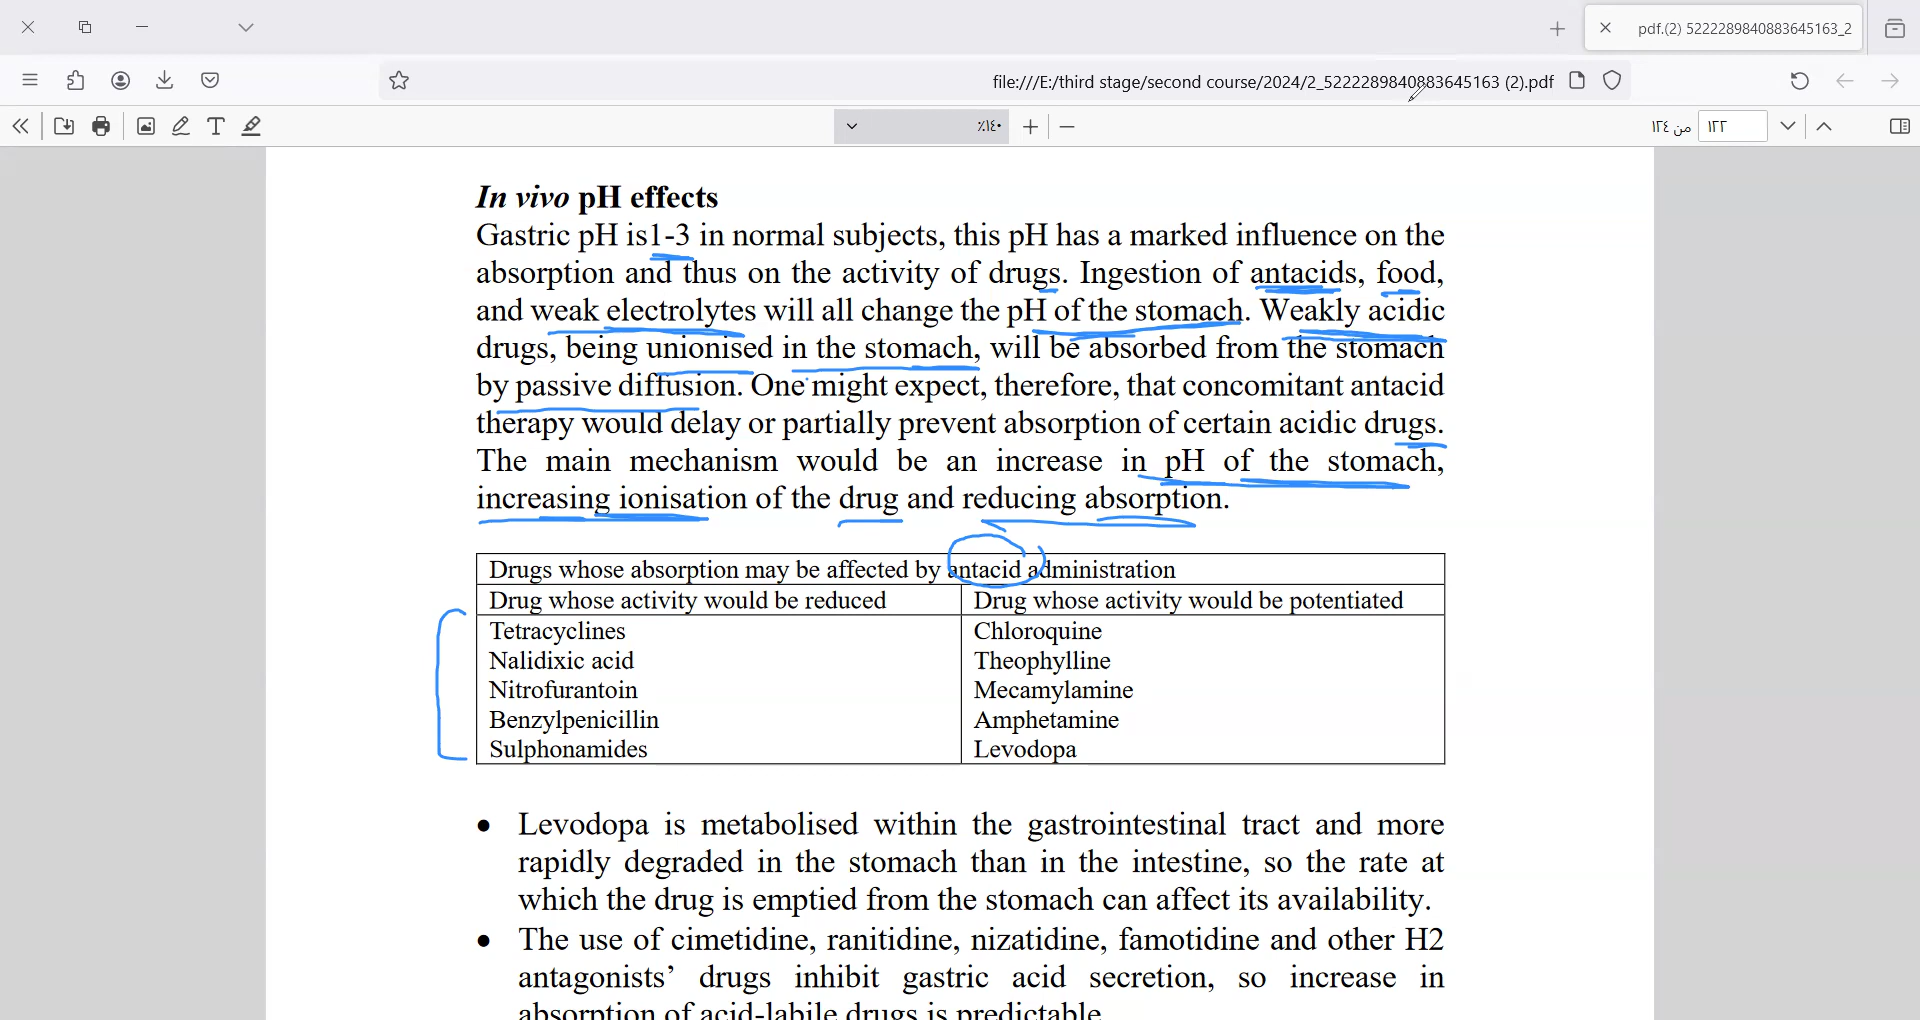 pdf.(2) 5222289840883645163_2
file:///E:/third stage/second course/2024/2_5222289840883645163 (2).pdf
٪١٤٠
١٢٢ من ١٢٤
In vivo pH effects
Gastric pH is1-3 in normal subjects, this pH has a marked influence on the
absorption and thus on the activity of drugs. Ingestion of antacids, food,
and weak electrolytes will all change the pH of the stomach. Weakly acidic
drugs, being unionised in the stomach, will be absorbed from the stomach
by passive diffusion. One might expect, therefore, that concomitant antacid
therapy would delay or partially prevent absorption of certain acidic drugs.
The main mechanism would be an increase in pH of the stomach,
increasing ionisation of the drug and reducing absorption.
Drugs whose absorption may be affected by antacid administration
Drug whose activity would be reduced Drug whose activity would be potentiated
Tetracyclines Chloroquine
Nalidixic acid Theophylline
Nitrofurantoin Mecamylamine
Benzylpenicillin Amphetamine
Sulphonamides Levodopa
● Levodopa is metabolised within the gastrointestinal tract and more
rapidly degraded in the stomach than in the intestine, so the rate at
which the drug is emptied from the stomach can affect its availability.
● The use of cimetidine, ranitidine, nizatidine, famotidine and other H2
antagonists’ drugs inhibit gastric acid secretion, so increase in
absorption of acid-labile drugs is predictable.